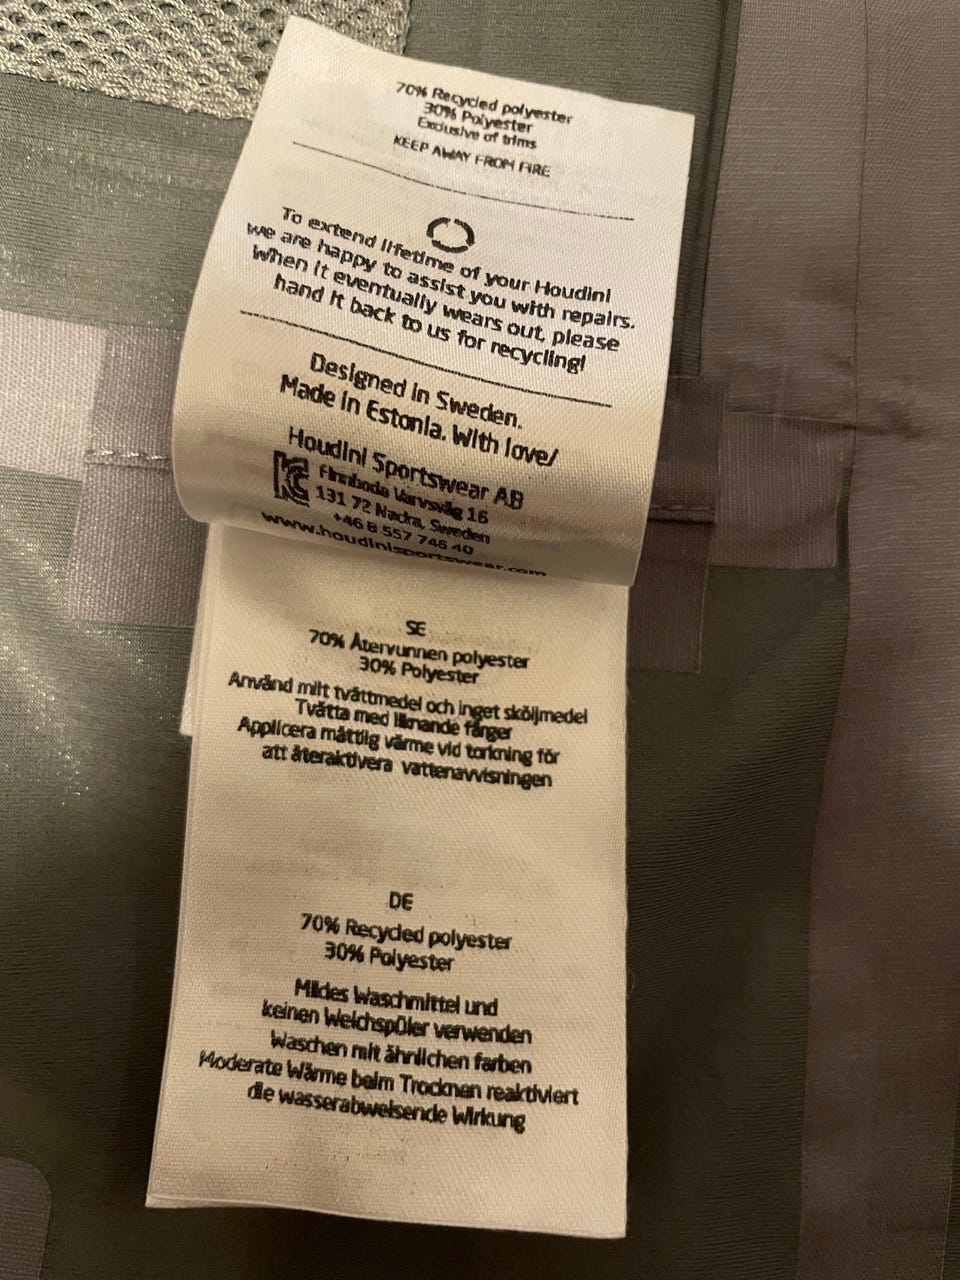 70% Recycled polyester
30% Polyester
Exclusive of trims
KEEP AWAY FROM FIRE
To extend lifetime of your Houdini
we are happy to assist you with repairs.
When it eventually wears out, please
hand it back to us for recycling!
Designed in Sweden.
Made in Estonia. With love/
Houdini Sportswear AB
Finnboda Varvsväg 16
131 72 Nacka, Sweden
+46 8 557 746 40
www.houdinisportswear.com
SE
70% Återvunnen polyester
30% Polyester
Använd milt tvättmedel och inget sköljmedel
Tvätta med liknande färger
Applicera måttlig värme vid torkning för
att återaktivera vattenavvisningen
DE
70% Recycled polyester
30% Polyester
Mildes Waschmittel und
keinen Weichspüler verwenden
Waschen mit ähnlichen farben
Moderate Wärme beim Trocknen reaktiviert
die wasserabweisende Wirkung